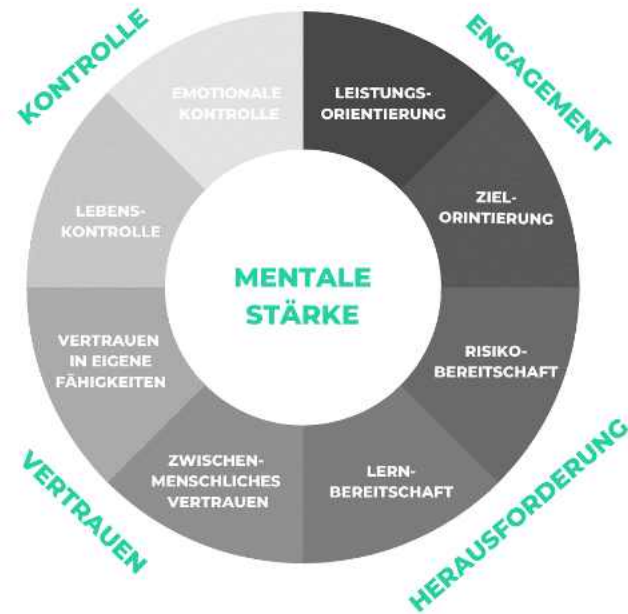 KONTROLLE
ENGAGEMENT
EMOTIONALE
KONTROLLE
LEISTUNGS-
ORIENTIERUNG
LEBENS-
KONTROLLE
ZIEL-
ORINTIERUNG
MENTALE
STÄRKE
VERTRAUEN
IN EIGENE
FÄHIGKEITEN
RISIKO-
BEREITSCHAFT
ZWISCHEN-
MENSCHLICHES
VERTRAUEN
LERN-
BEREITSCHAFT
VERTRAUEN
HERAUSFORDERUNG